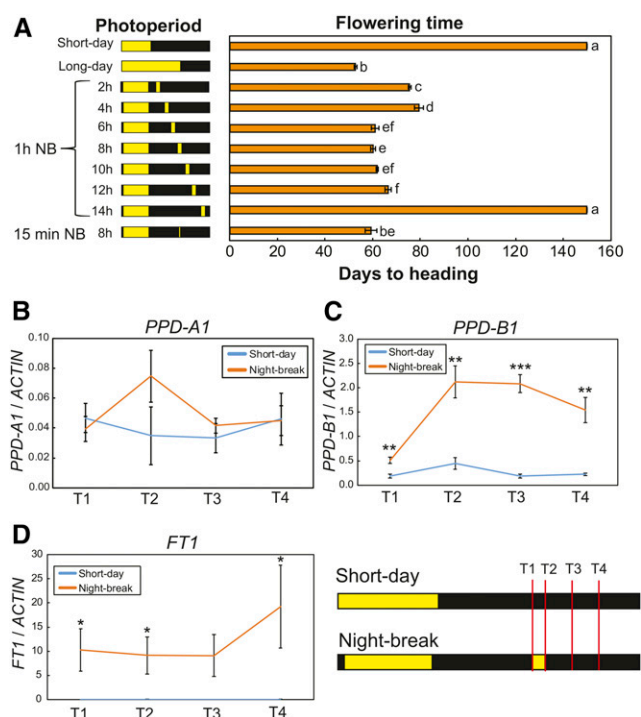 A
Photoperiod
Flowering time
Short-day
a
Long-day
b
1h NB
2h
c
4h
d
6h
ef
8h
e
10h
ef
12h
f
14h
a
15 min NB
8h
be
0 20 40 60 80 100 120 140 160
Days to heading
B
PPD-A1
PPD-A1 / ACTIN
0.10
0.08
0.06
0.04
0.02
0.00
Short-day
Night-break
T1 T2 T3 T4
C
PPD-B1
PPD-B1 / ACTIN
3.0
2.5
2.0
1.5
1.0
0.5
0.0
Short-day
Night-break
**
**
***
**
T1 T2 T3 T4
D
FT1
FT1 / ACTIN
30
25
20
15
10
5
0
Short-day
Night-break
*
*
*
T1 T2 T3 T4
T1 T2 T3 T4
Short-day
Night-break